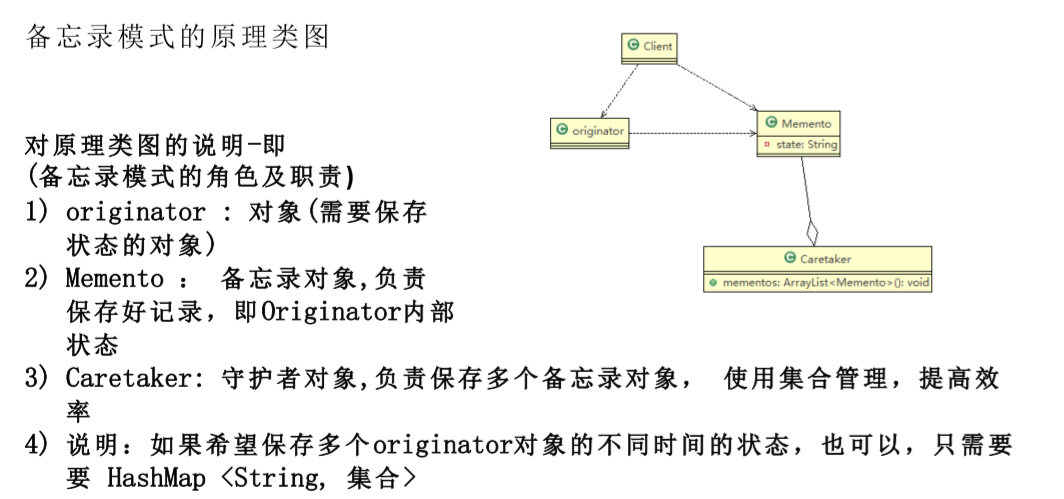 备忘录模式的原理类图
对原理类图的说明-即
(备忘录模式的角色及职责)
1) originator : 对象(需要保存
状态的对象)
2) Memento : 备忘录对象,负责
保存好记录，即Originator内部
状态
3) Caretaker: 守护者对象,负责保存多个备忘录对象， 使用集合管理，提高效
率
4) 说明：如果希望保存多个originator对象的不同时间的状态，也可以，只需要
要 HashMap <String, 集合>
C Client
C originator
C Memento
state: String
C Caretaker
mementos: ArrayList<Memento>(): void